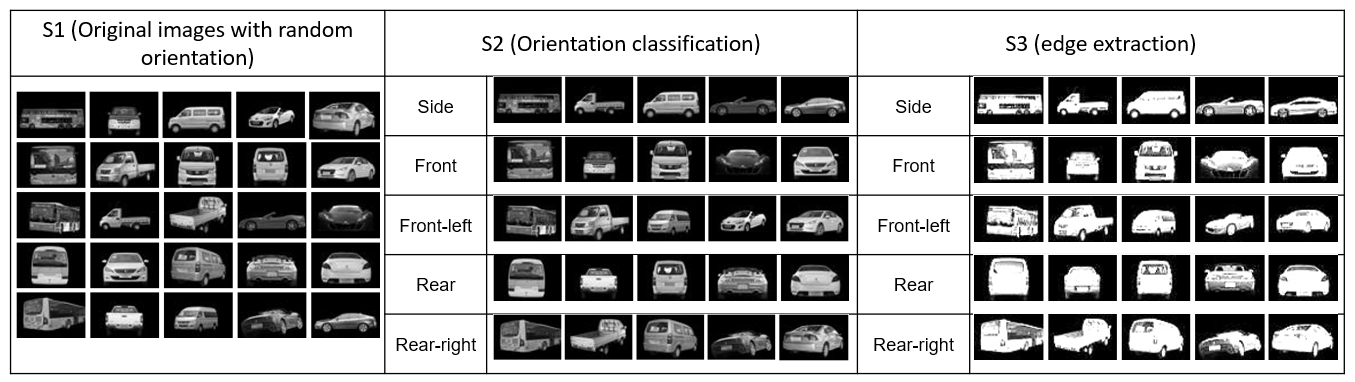 S1 (Original images with random
orientation)
S2 (Orientation classification)
S3 (edge extraction)
Side
Side
Front
Front
Front-left
Front-left
Rear
Rear
Rear-right
Rear-right